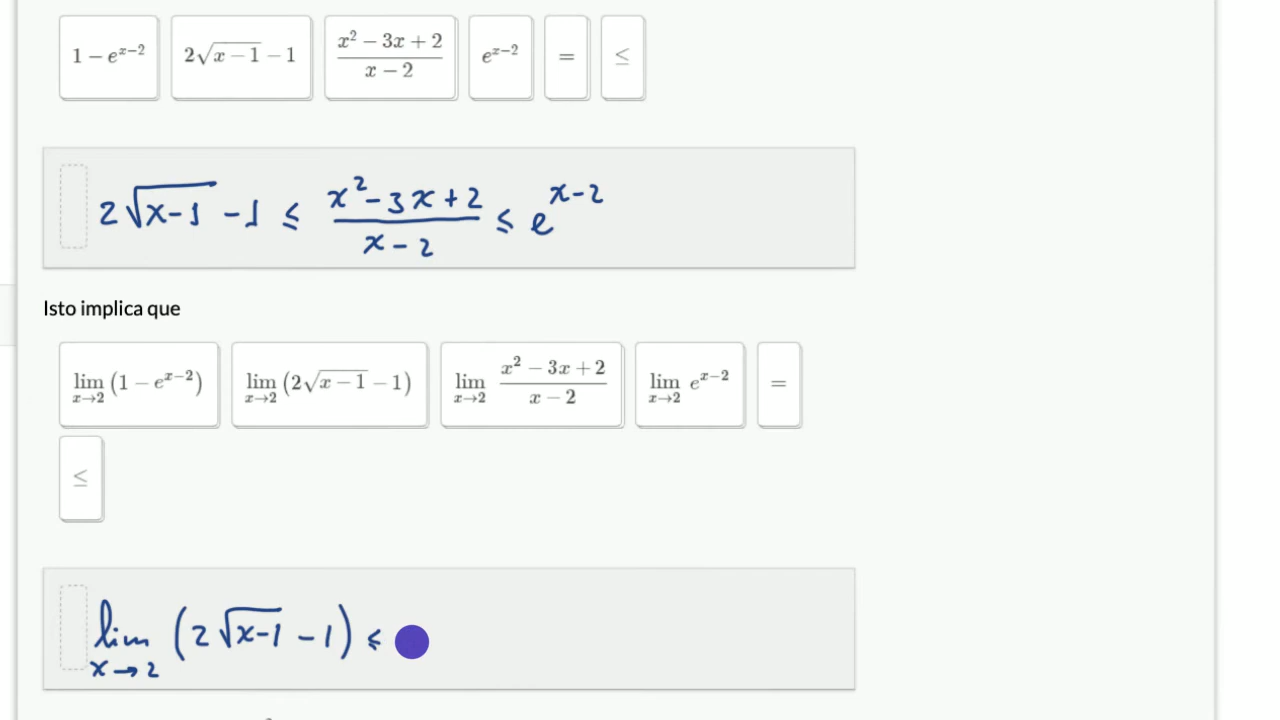 1 − e^{x−2} 2√(x − 1) − 1 (x² − 3x + 2)/(x − 2) e^{x−2} = ≤
2√(x-1) -1 ≤ (x²-3x+2)/(x-2) ≤ e^{x-2}
Isto implica que
lim_{x→2} (1 − e^{x−2}) lim_{x→2} (2√(x − 1) − 1) lim_{x→2} (x² − 3x + 2)/(x − 2) lim_{x→2} e^{x−2} =
≤
lim_{x→2} (2√(x-1) -1) ≤